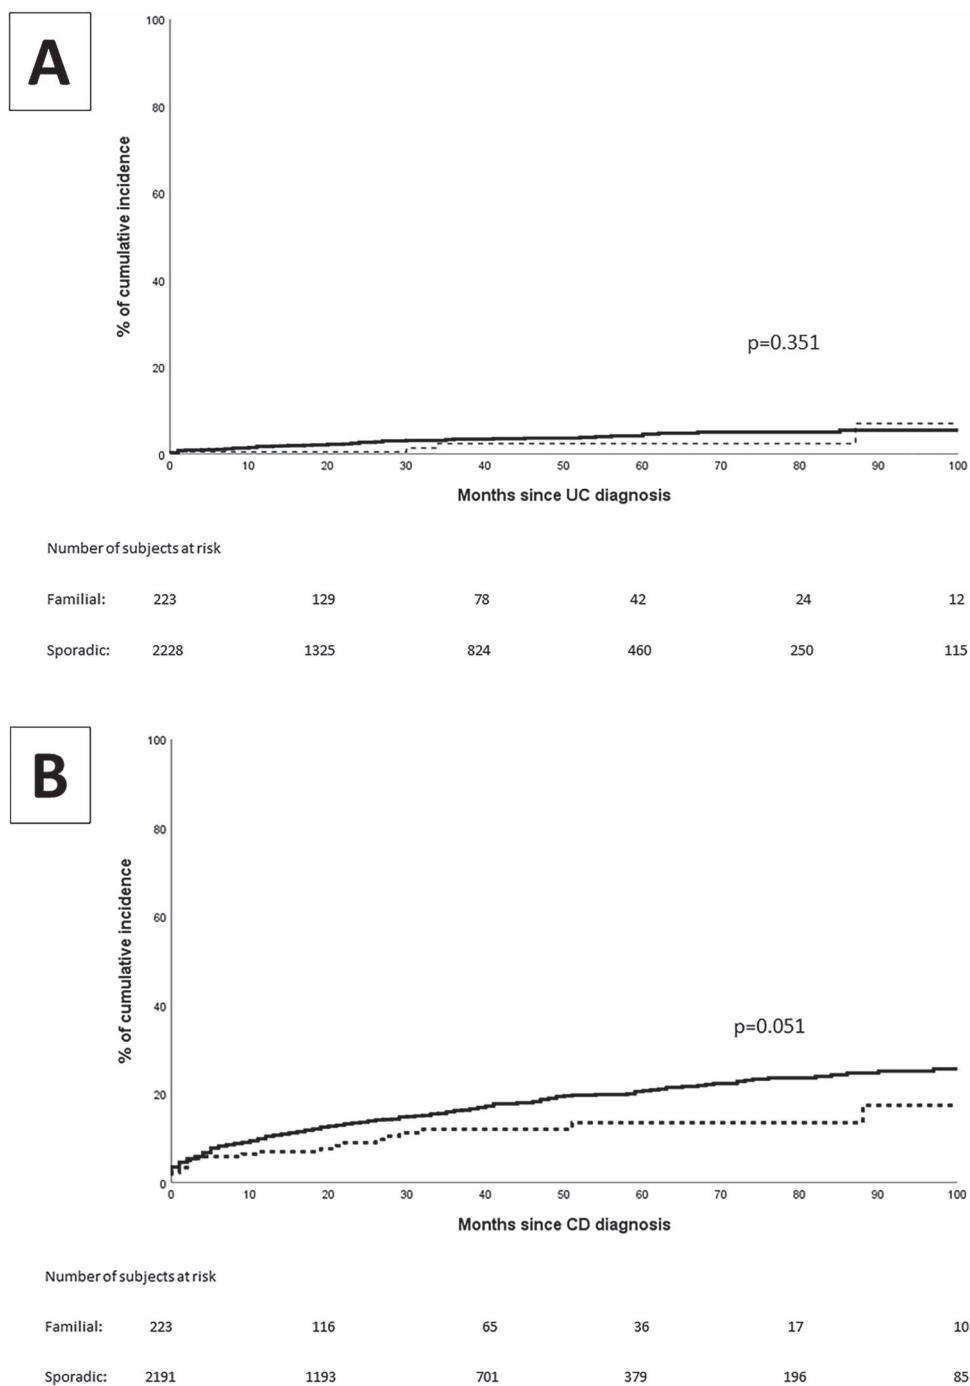 A
100
80
60
40
20
0
% of cumulative incidence
p=0.351
0 10 20 30 40 50 60 70 80 90 100
Months since UC diagnosis
Number of subjects at risk
Familial: 223 129 78 42 24 12
Sporadic: 2228 1325 824 460 250 115
B
100
80
60
40
20
0
% of cumulative incidence
p=0.051
0 10 20 30 40 50 60 70 80 90 100
Months since CD diagnosis
Number of subjects at risk
Familial: 223 116 65 36 17 10
Sporadic: 2191 1193 701 379 196 85